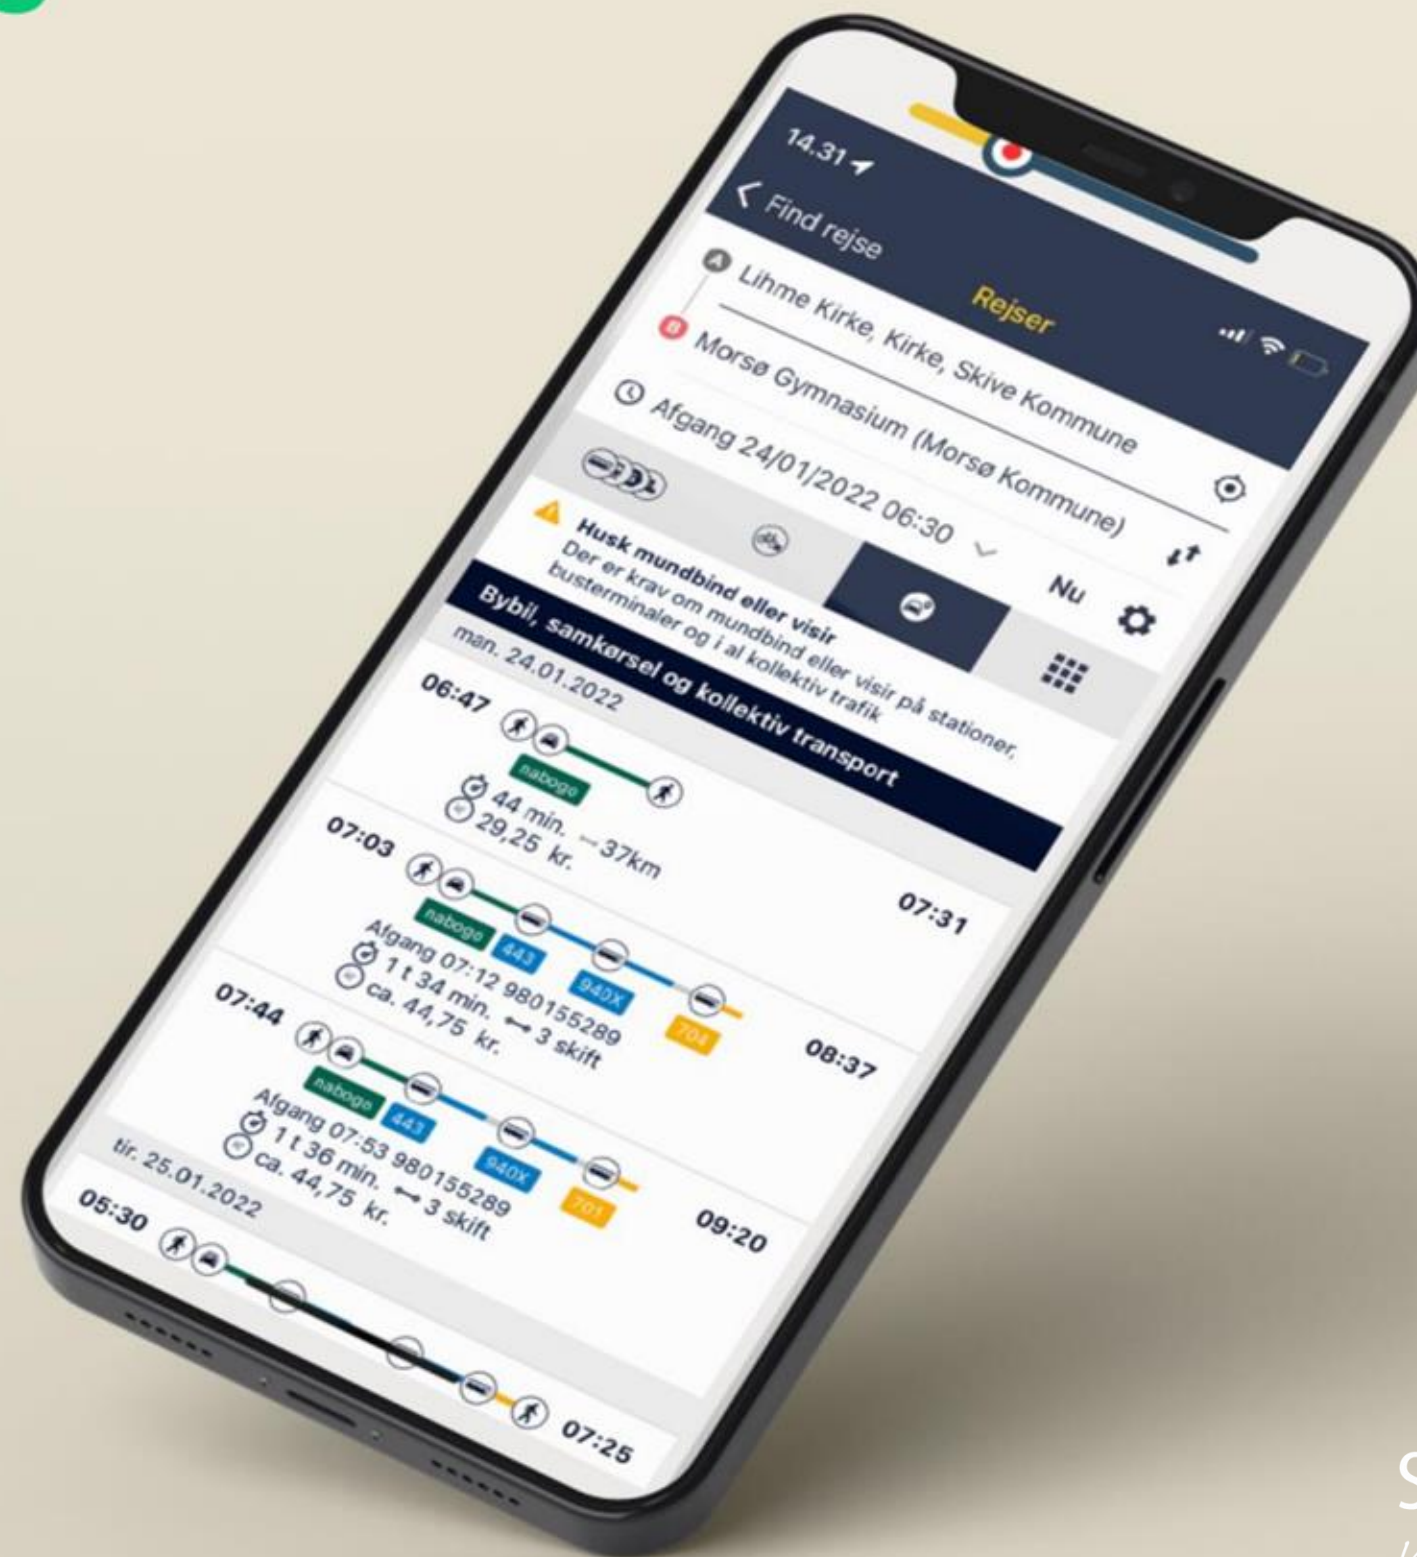 14.31
Find rejse
Rejser
A Lihme Kirke, Kirke, Skive Kommune
B Morsø Gymnasium (Morsø Kommune)
Afgang 24/01/2022 06:30
Nu
Husk mundbind eller visir
Der er krav om mundbind eller visir på stationer,
busterminaler og i al kollektiv trafik
Bybil, samkørsel og kollektiv transport
man. 24.01.2022
06:47
07:31
nabogo
44 min. 37km
29,25 kr.
07:03
08:37
nabogo 443 940X 704
Afgang 07:12 980155289
1 t 34 min. 3 skift
ca. 44,75 kr.
07:44
09:20
nabogo 443 940X 701
Afgang 07:53 980155289
1 t 36 min. 3 skift
ca. 44,75 kr.
tir. 25.01.2022
05:30
07:25
S